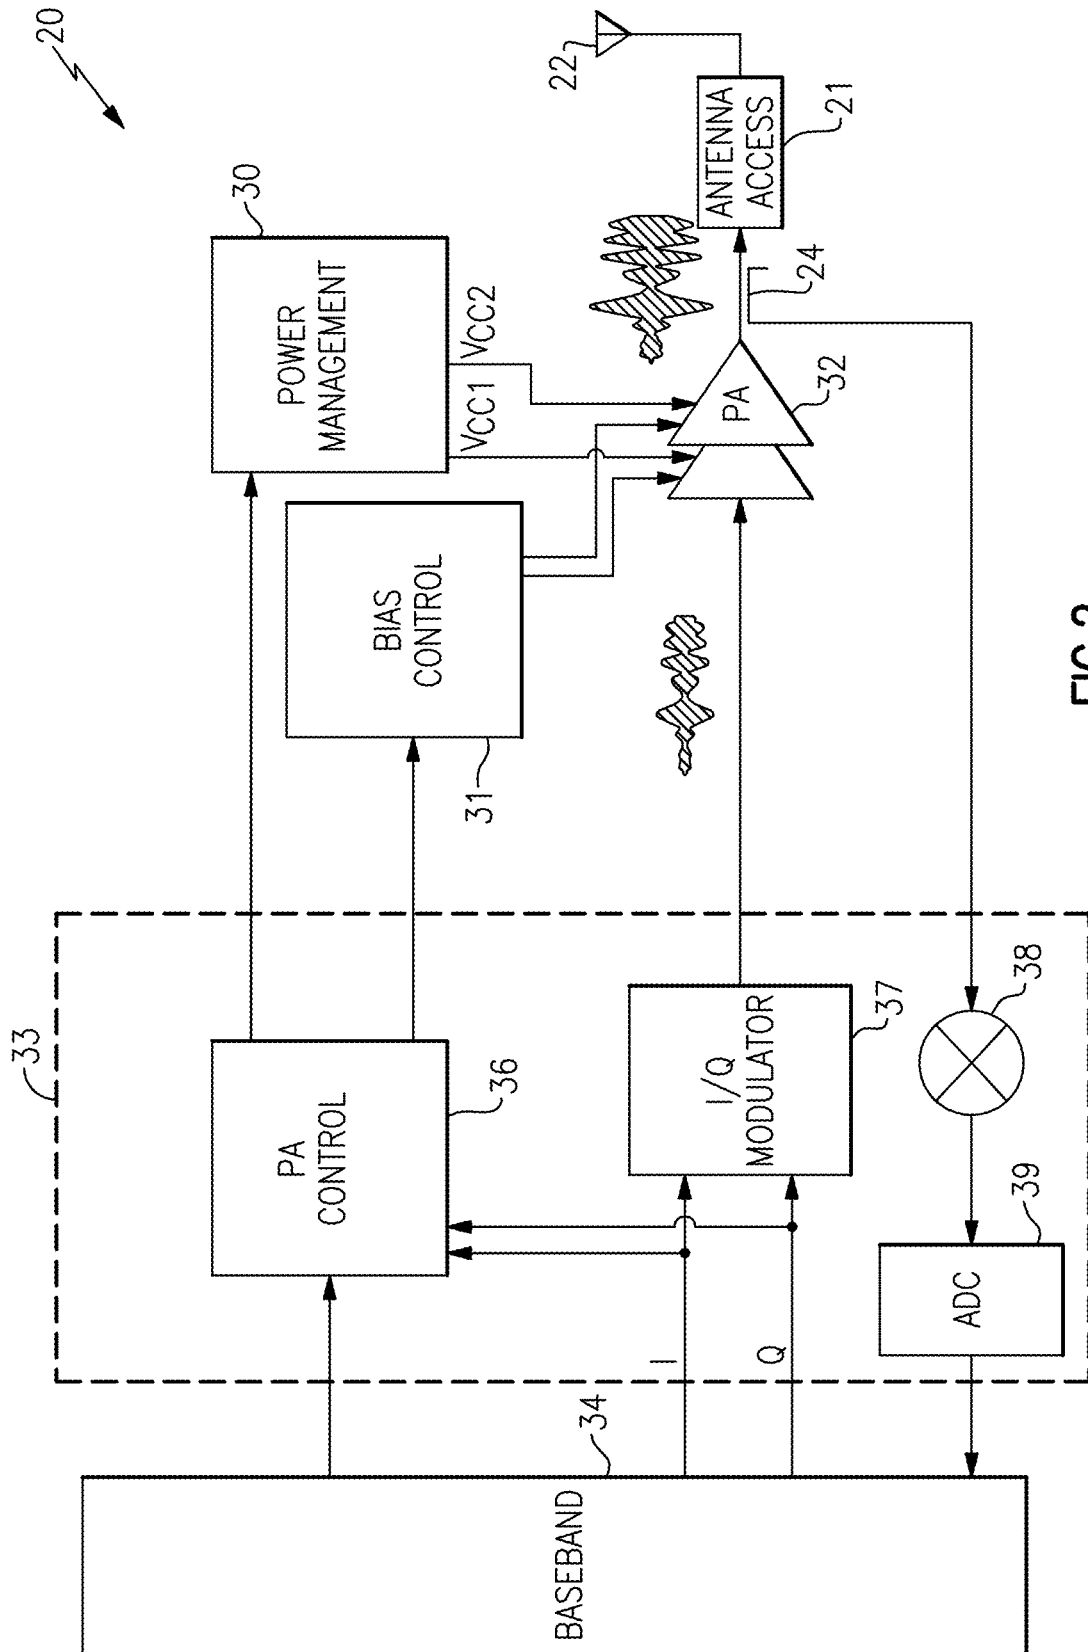 20
30
POWER
MANAGEMENT
VCC1
VCC2
BIAS
CONTROL
31
PA
32
22
ANTENNA
ACCESS
21
24
33
PA
CONTROL
36
I/Q
MODULATOR
37
38
ADC
39
I
Q
34
BASEBAND